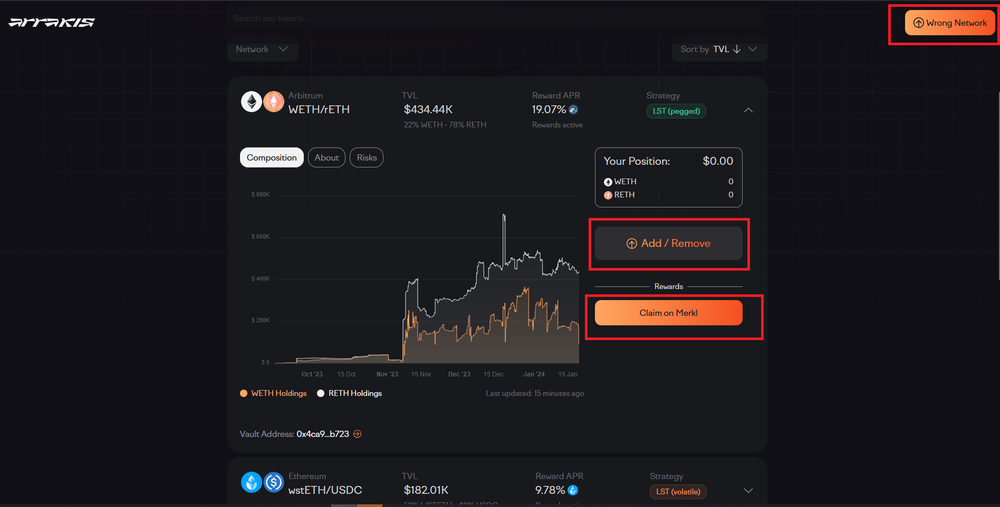 arrakis
Search any tokens...
Wrong Network
Network
Sort by TVL
Arbitrum
WETH/rETH
TVL
$434.44K
22% WETH - 78% RETH
Reward APR
19.07%
Rewards active
Strategy
LST (pegged)
Composition
About
Risks
Your Position: $0.00
WETH 0
RETH 0
$ 800K
$ 600K
$ 400K
$ 200K
$ 0
Oct '23 15 Oct Nov '23 15 Nov Dec '23 15 Dec Jan '24 15 Jan
Add / Remove
Rewards
Claim on Merkl
WETH Holdings
RETH Holdings
Last updated: 15 minutes ago
Vault Address: 0x4ca9...b723
Ethereum
wstETH/USDC
TVL
$182.01K
Reward APR
9.78%
Strategy
LST (volatile)